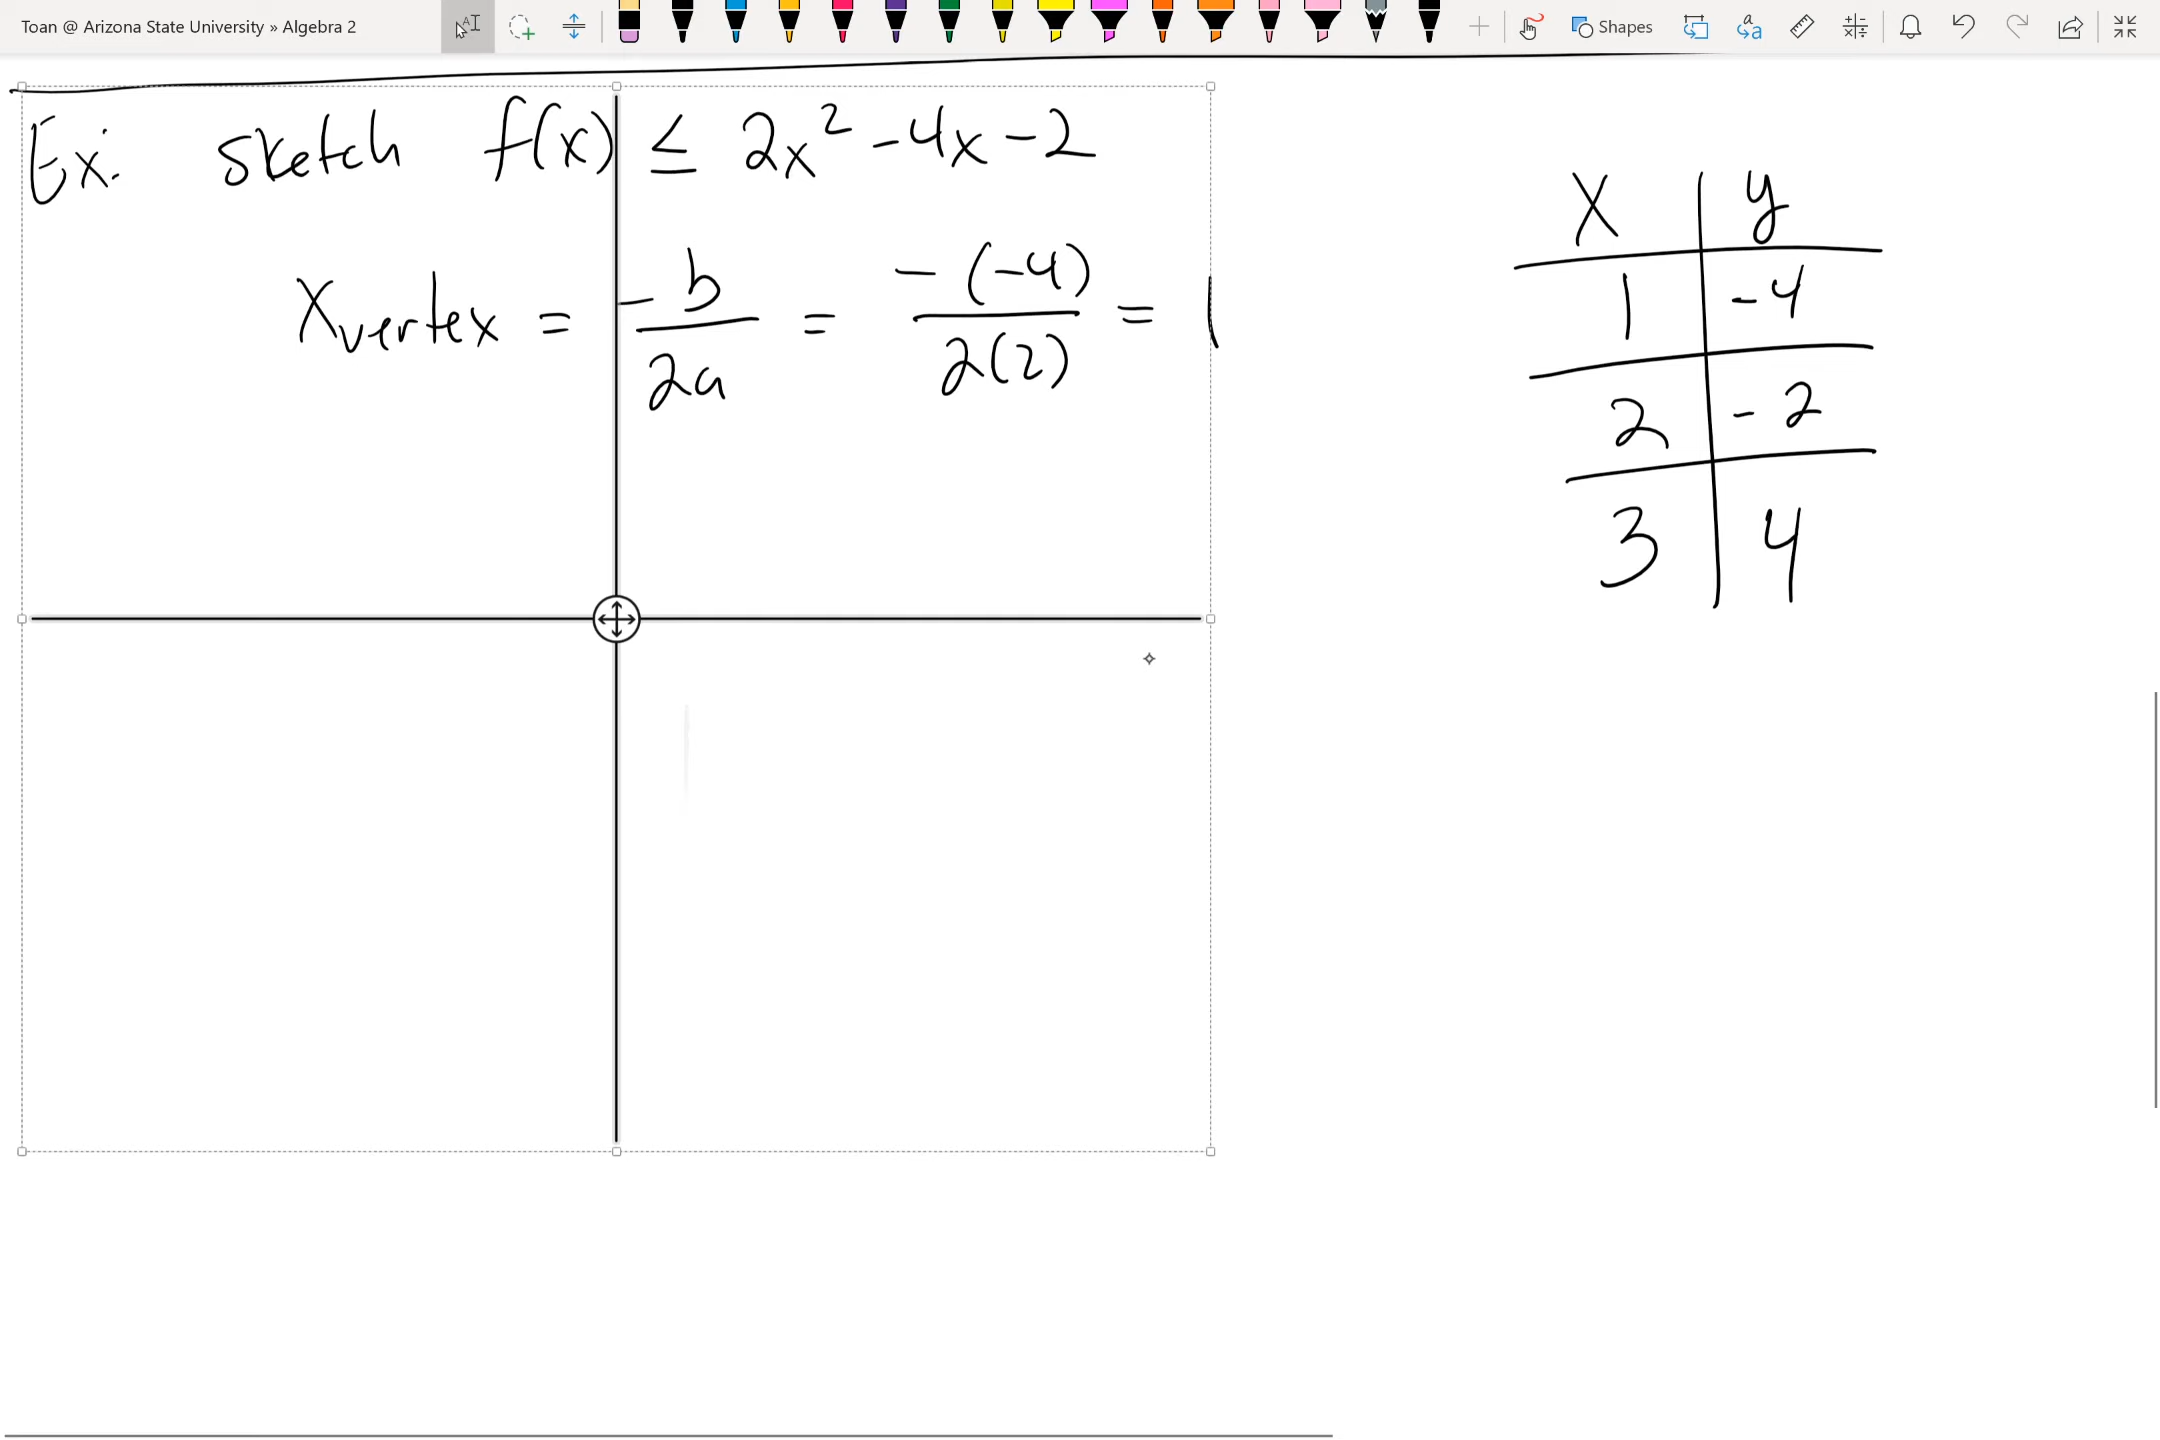 Toan @ Arizona State University » Algebra 2
Shapes
Ex: sketch f(x) ≤ 2x² - 4x - 2
Xvertex = -b/2a = -(-4)/2(2) = 1
x | y
1 | -4
2 | -2
3 | 4